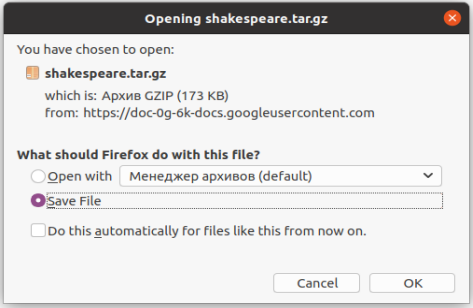 Opening shakespeare.tar.gz
You have chosen to open:
shakespeare.tar.gz
which is: Архив GZIP (173 KB)
from: https://doc-0g-6k-docs.googleusercontent.com
What should Firefox do with this file?
Open with Менеджер архивов (default)
Save File
Do this automatically for files like this from now on.
Cancel OK